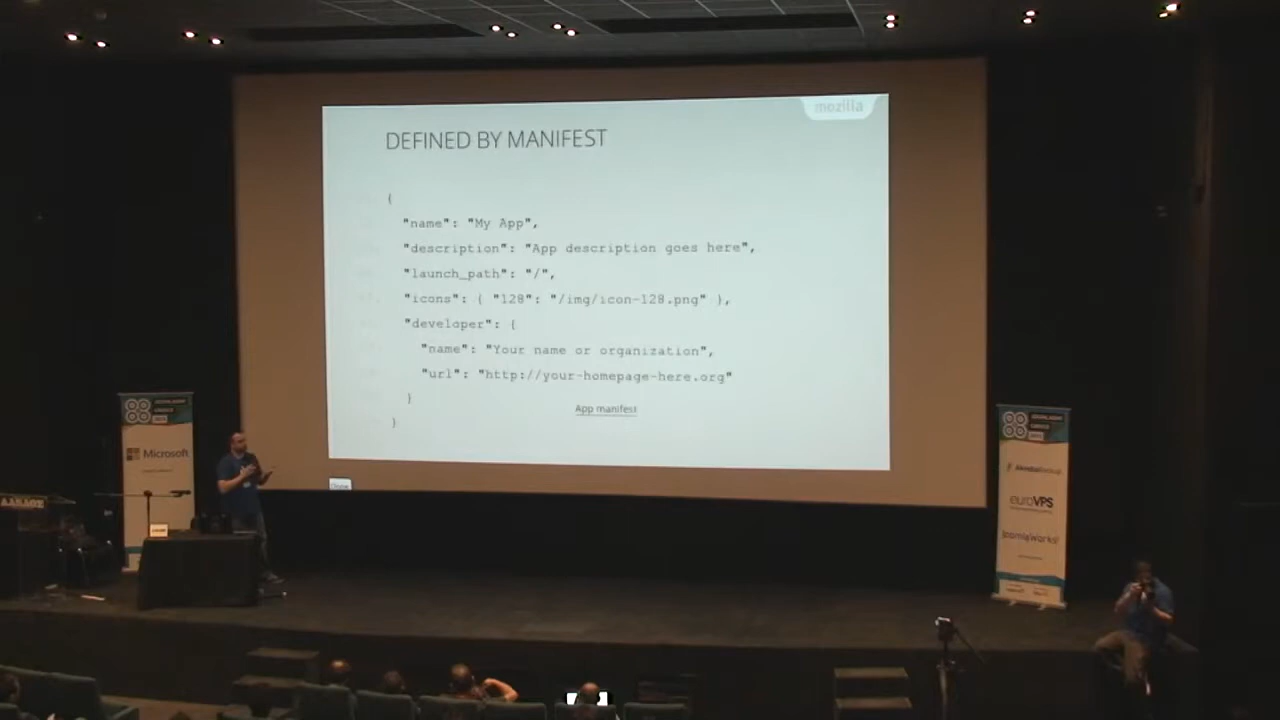 mozilla
DEFINED BY MANIFEST
{
"name": "My App",
"description": "App description goes here",
"launch_path": "/",
"icons": { "128": "/img/icon-128.png" },
"developer": {
"name": "Your name or organization",
"url": "http://your-homepage-here.org"
}
App manifest
}
Done
Microsoft
euroVPS